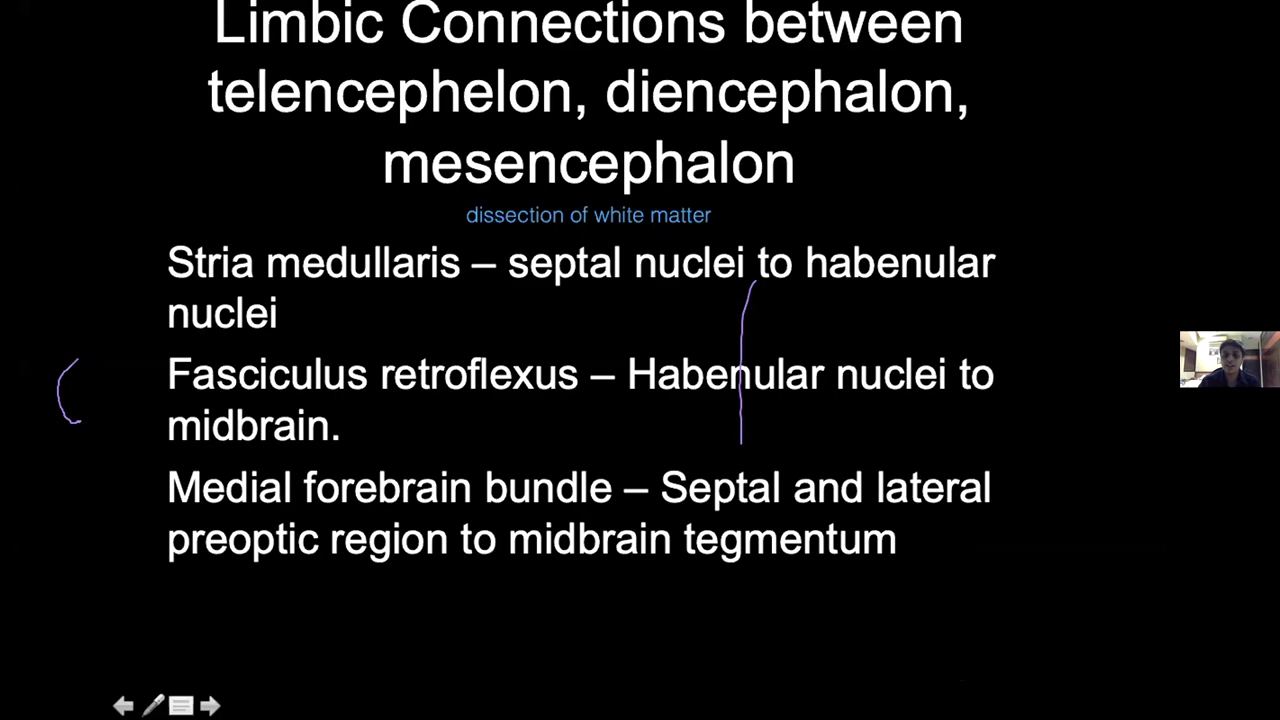 Limbic Connections between
telencephelon, diencephalon,
mesencephalon
dissection of white matter
Stria medullaris – septal nuclei to habenular
nuclei
Fasciculus retroflexus – Habenular nuclei to
midbrain.
Medial forebrain bundle – Septal and lateral
preoptic region to midbrain tegmentum